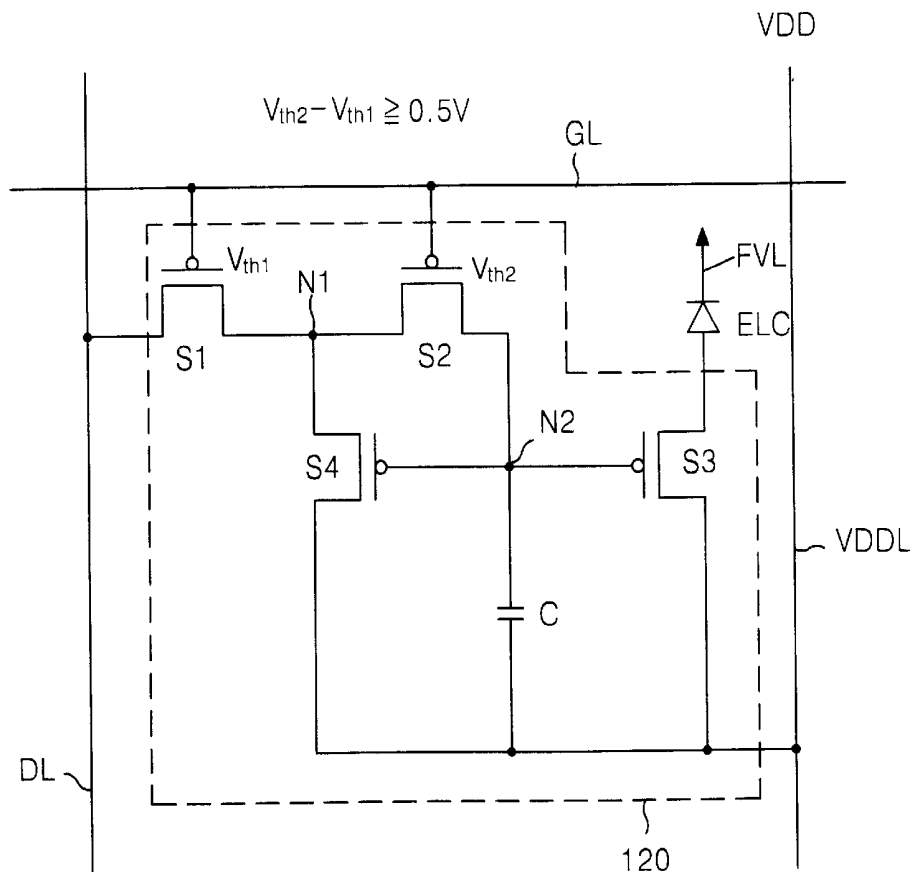 VDD
Vth2-Vth1 ≧ 0.5V
GL
Vth1
N1
Vth2
FVL
ELC
S1
S2
N2
S4
S3
VDDL
C
DL
120